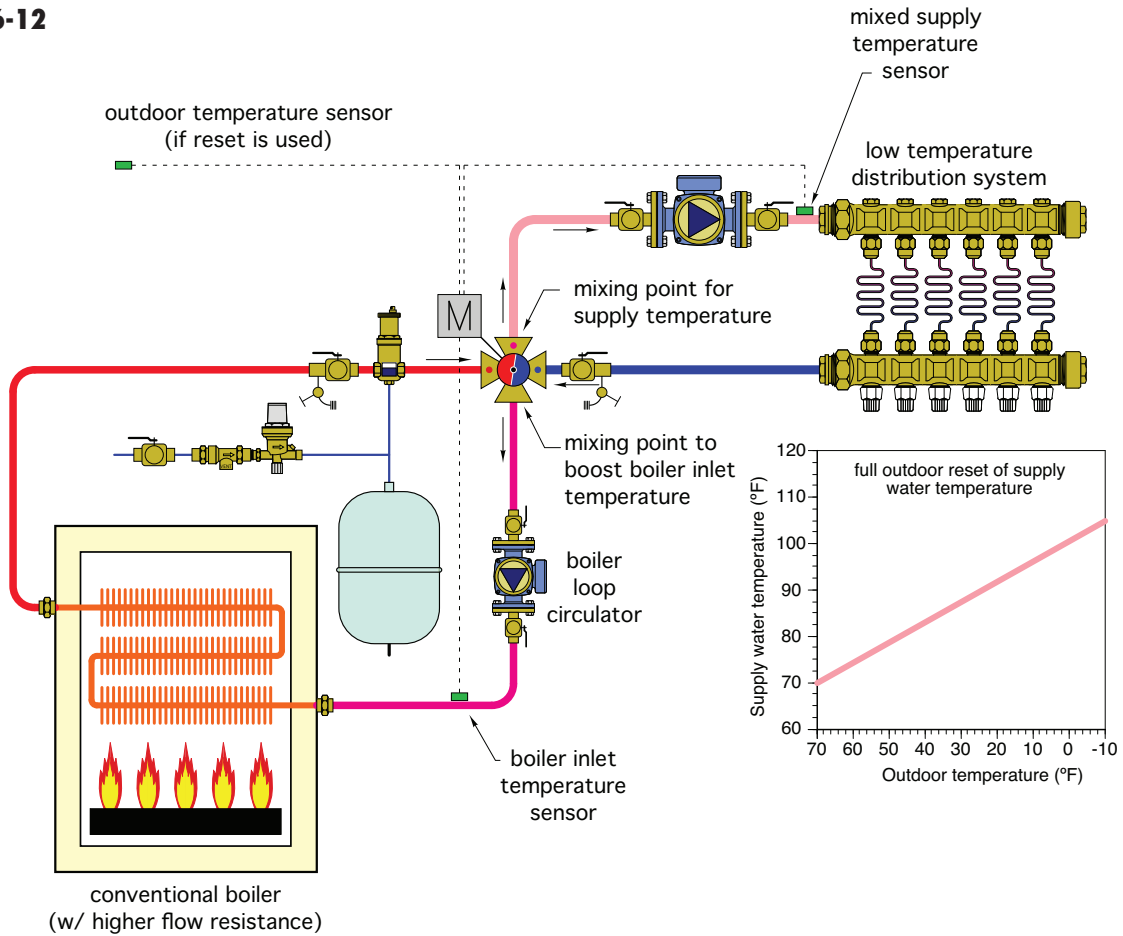 6-12
mixed supply
temperature
sensor
outdoor temperature sensor
(if reset is used)
low temperature
distribution system
M
mixing point for
supply temperature
mixing point to
boost boiler inlet
temperature
boiler
loop
circulator
boiler inlet
temperature
sensor
conventional boiler
(w/ higher flow resistance)
full outdoor reset of supply
water temperature
Supply water temperature (ºF)
120
110
100
90
80
70
60
70 60 50 40 30 20 10 0 -10
Outdoor temperature (ºF)